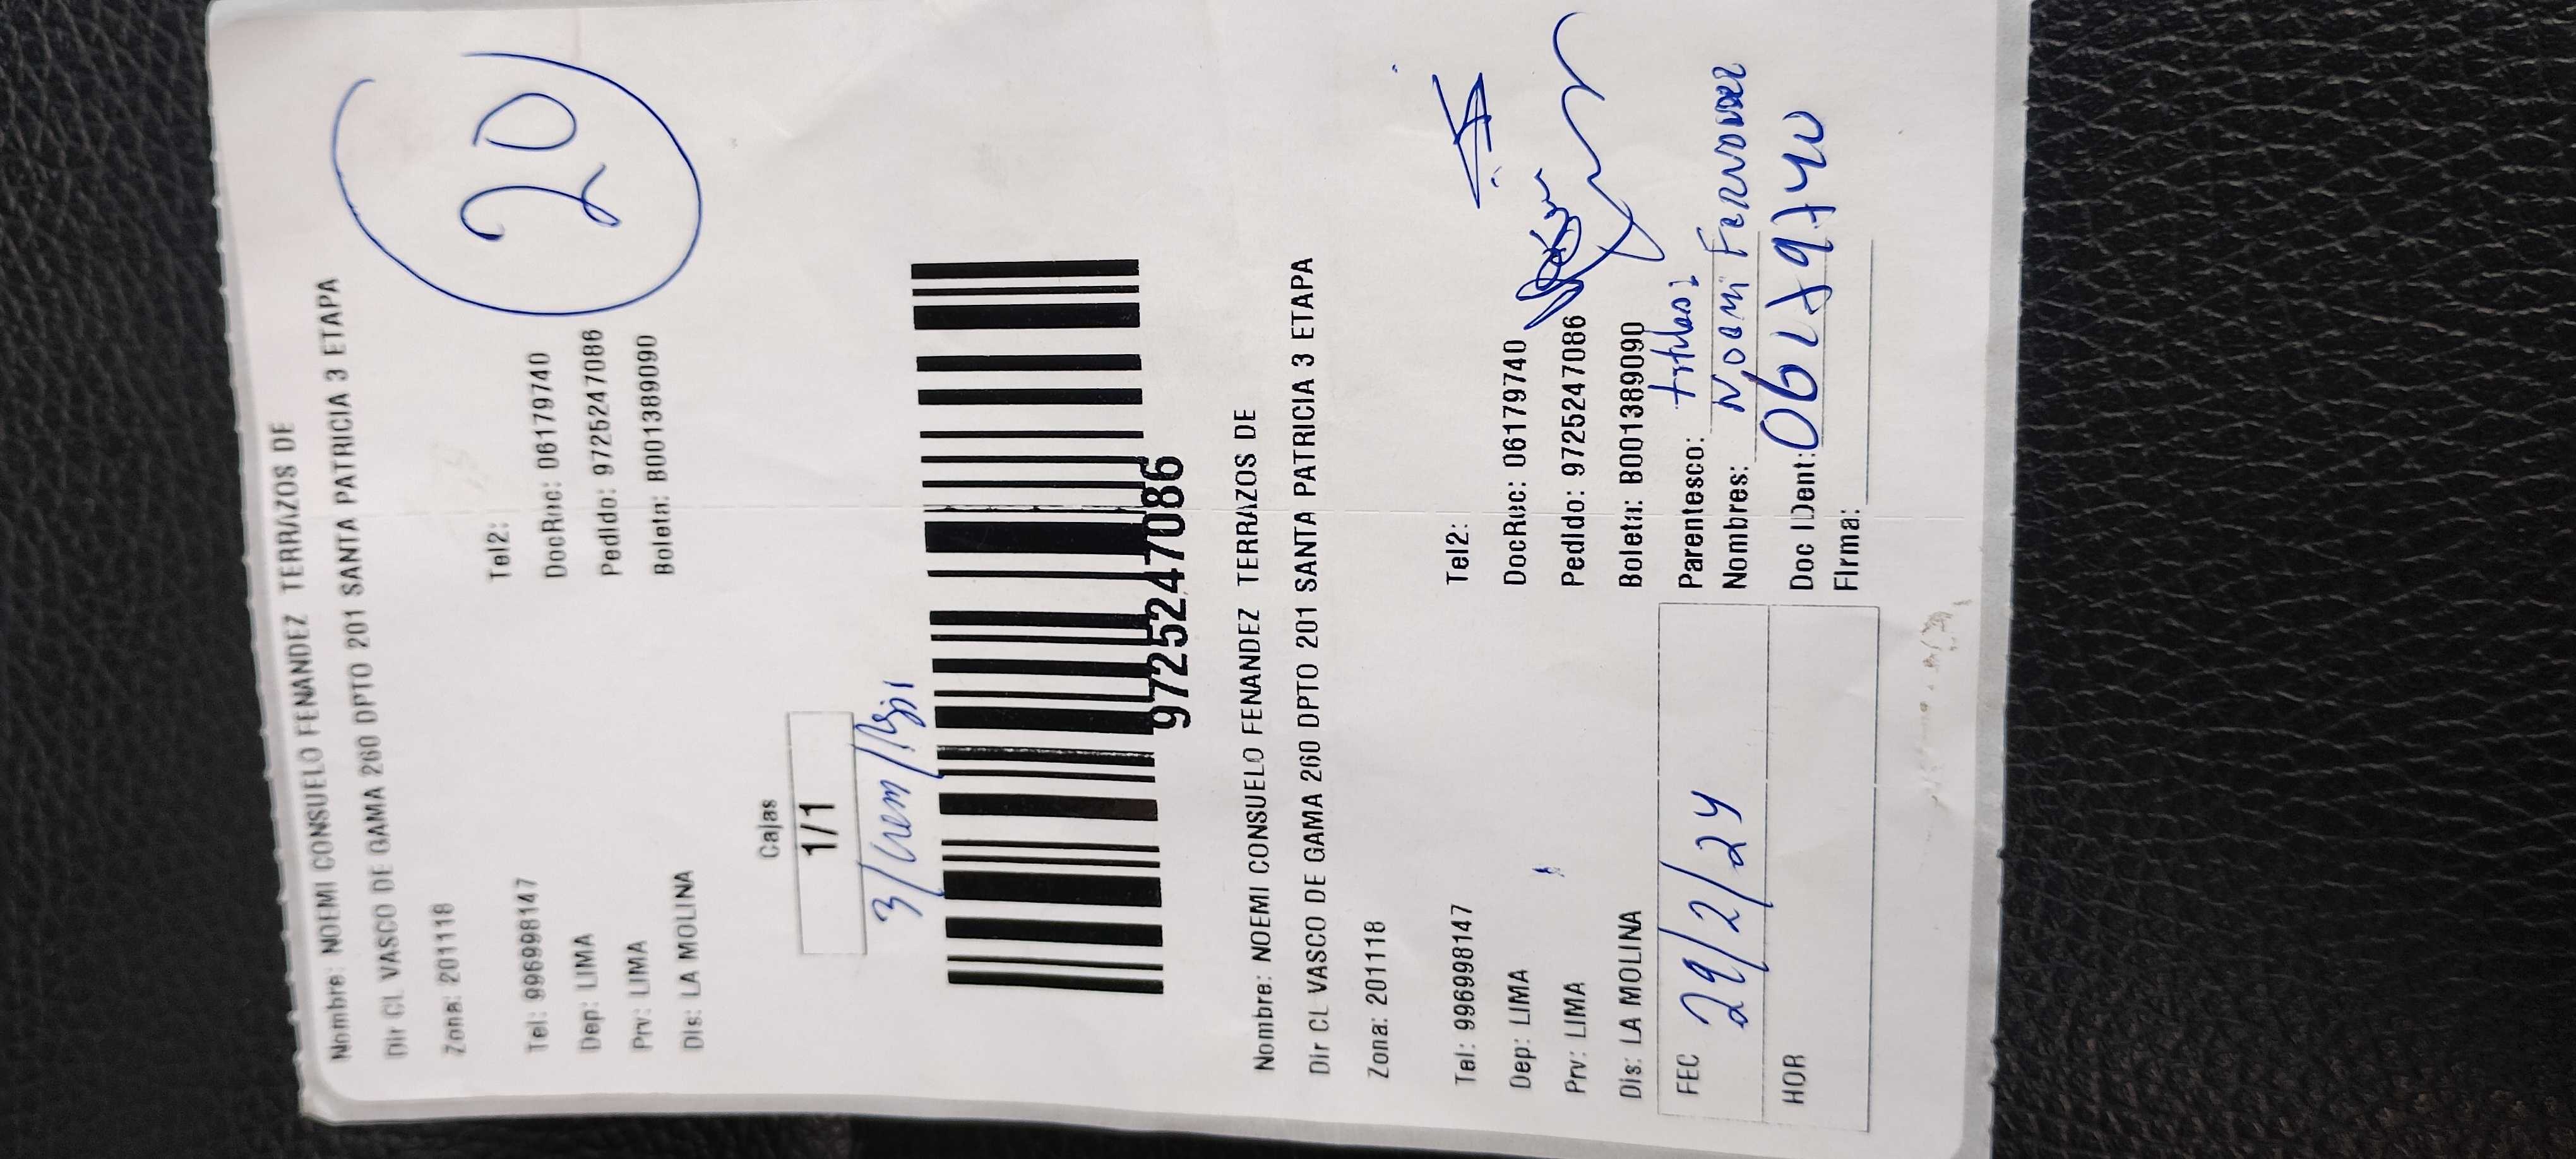 Nombre: NOEMI CONSUELO FENANDEZ TERRAZOS DE
Dir CL VASCO DE GAMA 260 DPTO 201 SANTA PATRICIA 3 ETAPA
Zona: 201118
20
Tel: 996998147 Tel2:
Dep: LIMA DocRec: 06179740
Prv: LIMA Pedido: 9725247086
Dis: LA MOLINA Boleta: B001389090
Cajas
1/1
9725247086
Nombre: NOEMI CONSUELO FENANDEZ TERRAZOS DE
Dir CL VASCO DE GAMA 260 DPTO 201 SANTA PATRICIA 3 ETAPA
Zona: 201118
Tel: 996998147 Tel2:
Dep: LIMA DocRec: 06179740
Prv: LIMA Pedido: 9725247086
Dis: LA MOLINA Boleta: B001389090
FEC 29/2/24 Parentesco: titular
Nombres: Noemi Fernandez
HOR Doc IDent: 06179740
Firma: